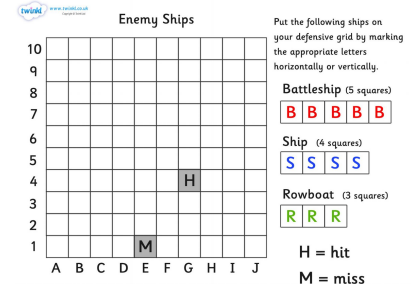 twinkl
www.twinkl.co.uk
Enemy Ships
Put the following ships on
your defensive grid by marking
the appropriate letters
horizontally or vertically.
10
9
8
7
6
5
4 H
3
2
1 M
A B C D E F G H I J
Battleship (5 squares)
B B B B B
Ship (4 squares)
S S S S
Rowboat (3 squares)
R R R
H = hit
M = miss